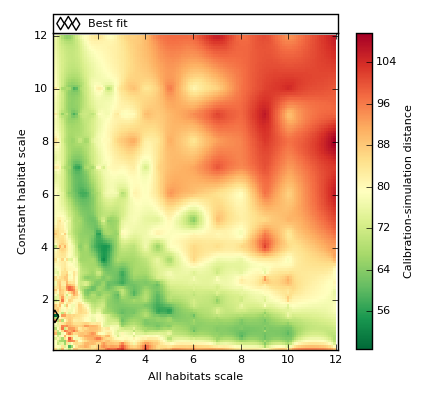 Best fit
12
10
8
6
4
2
Constant habitat scale
2 4 6 8 10 12
All habitats scale
104
96
88
80
72
64
56
Calibration-simulation distance